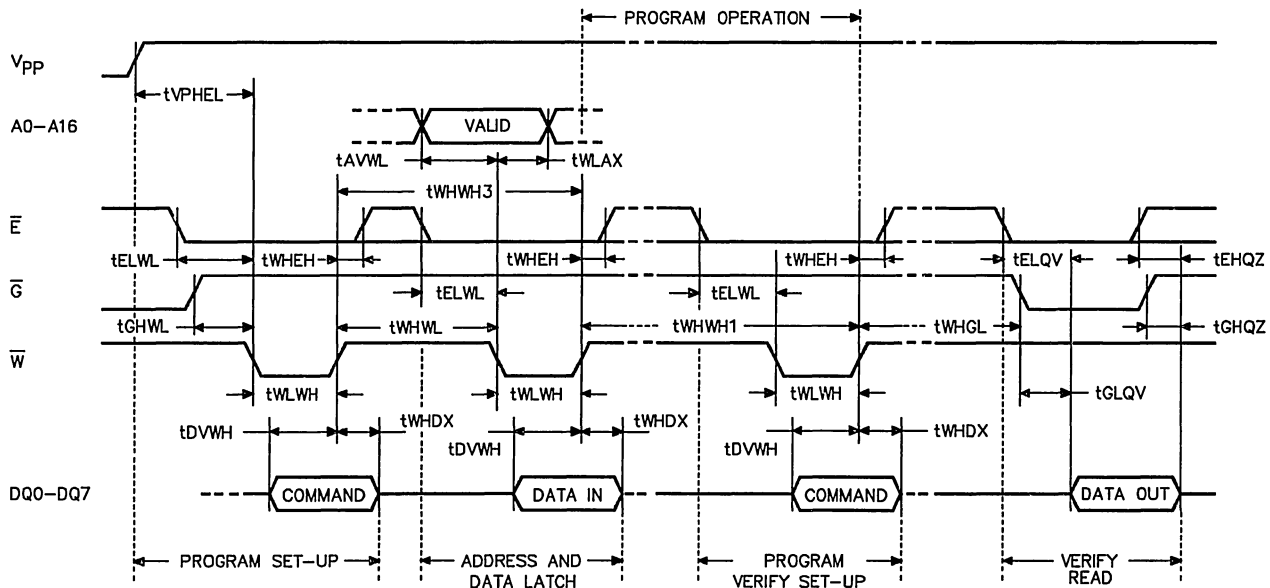 PROGRAM OPERATION
VPP
tVPHEL
A0-A16
VALID
tAVWL
tWLAX
tWHWH3
E
tELWL
tWHEH
tWHEH
tWHEH
tELQV
tEHQZ
G
tELWL
tELWL
tGHWL
tWHWL
tWHWH1
tWHGL
tGHQZ
W
tWLWH
tWLWH
tWLWH
tGLQV
tDVWH
tWHDX
tDVWH
tWHDX
tDVWH
tWHDX
DQ0-DQ7
COMMAND
DATA IN
COMMAND
DATA OUT
PROGRAM SET-UP
ADDRESS AND
DATA LATCH
PROGRAM
VERIFY SET-UP
VERIFY
READ